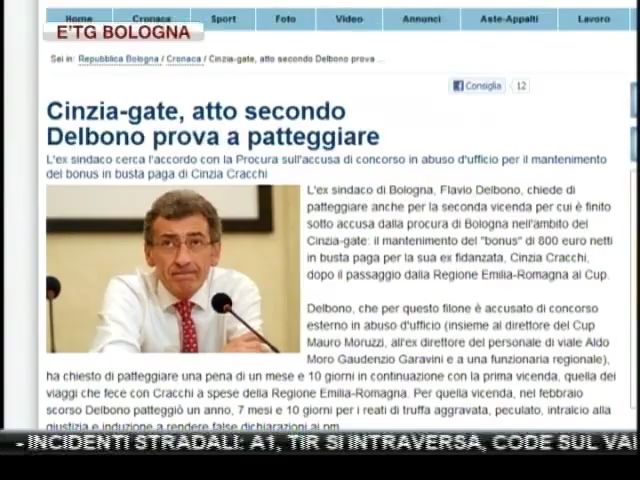 Home Cronaca Sport Foto Video Annunci Aste-Appalti Lavoro
E'TG BOLOGNA
Sei in: Repubblica Bologna / Cronaca / Cinzia-gate, atto secondo Delbono prova ...
Consiglia 12
Cinzia-gate, atto secondo
Delbono prova a patteggiare
L'ex sindaco cerca l'accordo con la Procura sull'accusa di concorso in abuso d'ufficio per il mantenimento
del bonus in busta paga di Cinzia Cracchi
L'ex sindaco di Bologna, Flavio Delbono, chiede di
patteggiare anche per la seconda vicenda per cui è finito
sotto accusa dalla procura di Bologna nell'ambito del
Cinzia-gate: il mantenimento del "bonus" di 800 euro netti
in busta paga per la sua ex fidanzata, Cinzia Cracchi,
dopo il passaggio dalla Regione Emilia-Romagna al Cup.
Delbono, che per questo filone è accusato di concorso
esterno in abuso d'ufficio (insieme al direttore del Cup
Mauro Moruzzi, all'ex direttore del personale di viale Aldo
Moro Gaudenzio Garavini e a una funzionaria regionale),
ha chiesto di patteggiare una pena di un mese e 10 giorni in continuazione con la prima vicenda, quella dei
viaggi che fece con Cracchi a spese della Regione Emilia-Romagna. Per quella vicenda, nel febbraio
scorso Delbono patteggiò un anno, 7 mesi e 10 giorni per i reati di truffa aggravata, peculato, intralcio alla
giustizia e induzione a rendere false dichiarazioni ai pm.
- INCIDENTI STRADALI: A1, TIR SI INTRAVERSA, CODE SUL VA